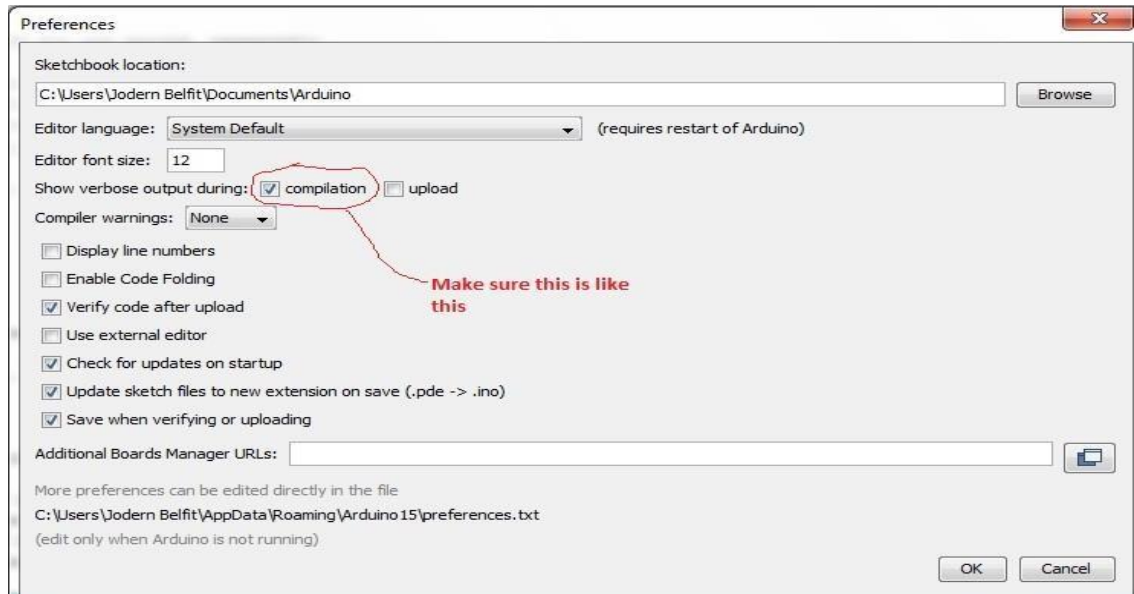 Preferences
Sketchbook location:
C:\Users\Jodern Belfit\Documents\Arduino
Browse
Editor language: System Default (requires restart of Arduino)
Editor font size: 12
Show verbose output during: compilation upload
Compiler warnings: None
Display line numbers
Enable Code Folding
Make sure this is like
this
Verify code after upload
Use external editor
Check for updates on startup
Update sketch files to new extension on save (.pde -> .ino)
Save when verifying or uploading
Additional Boards Manager URLs:
More preferences can be edited directly in the file
C:\Users\Jodern Belfit\AppData\Roaming\Arduino15\preferences.txt
(edit only when Arduino is not running)
OK Cancel